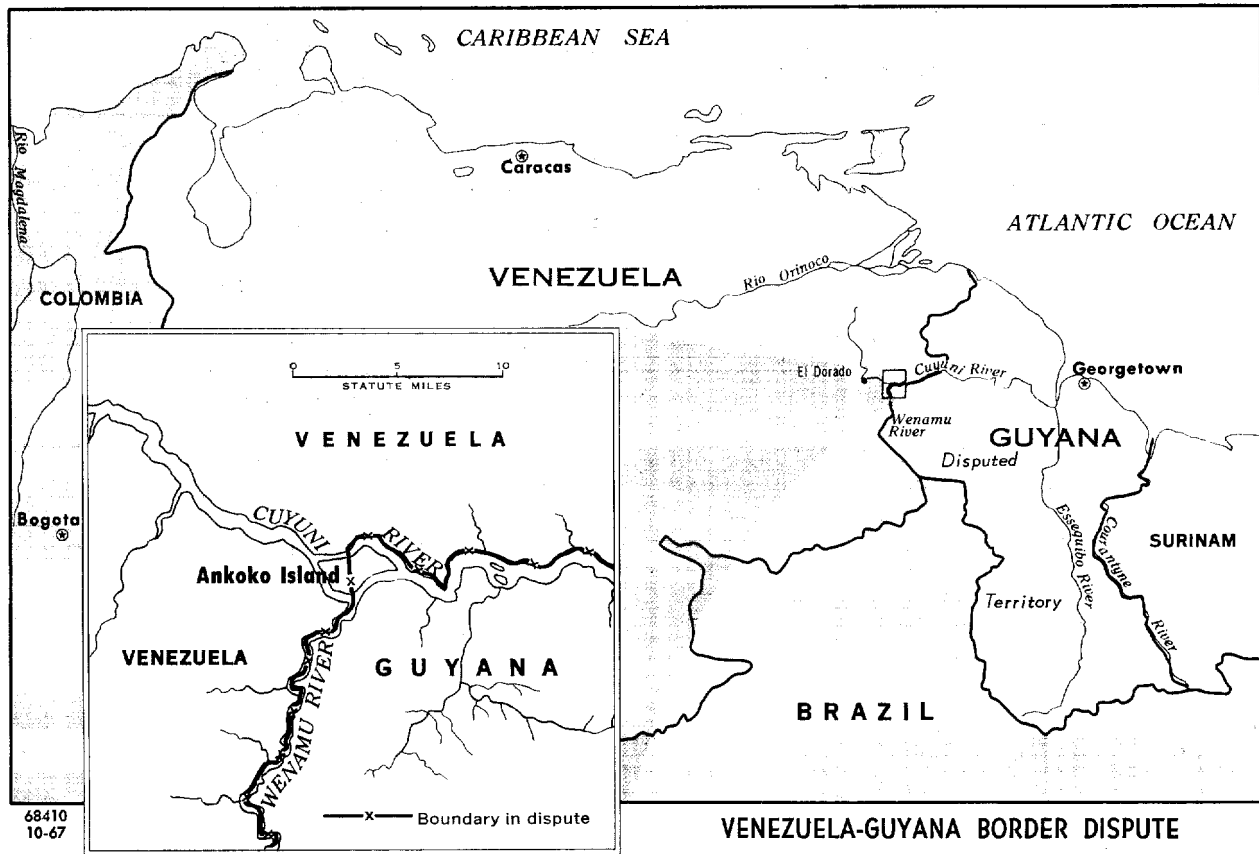 CARIBBEAN SEA
Rio Magdalena
Caracas
ATLANTIC OCEAN
VENEZUELA
Rio Orinoco
COLOMBIA
El Dorado
Cuyuni River
Georgetown
Wenamu
River
GUYANA
Disputed
Bogota
Essequibo River
Courantyne
River
SURINAM
Territory
BRAZIL
0 5 10
STATUTE MILES
VENEZUELA
CUYUNI RIVER
Ankoko Island
VENEZUELA
GUYANA
WENAMU RIVER
x Boundary in dispute
68410
10-67
VENEZUELA-GUYANA BORDER DISPUTE